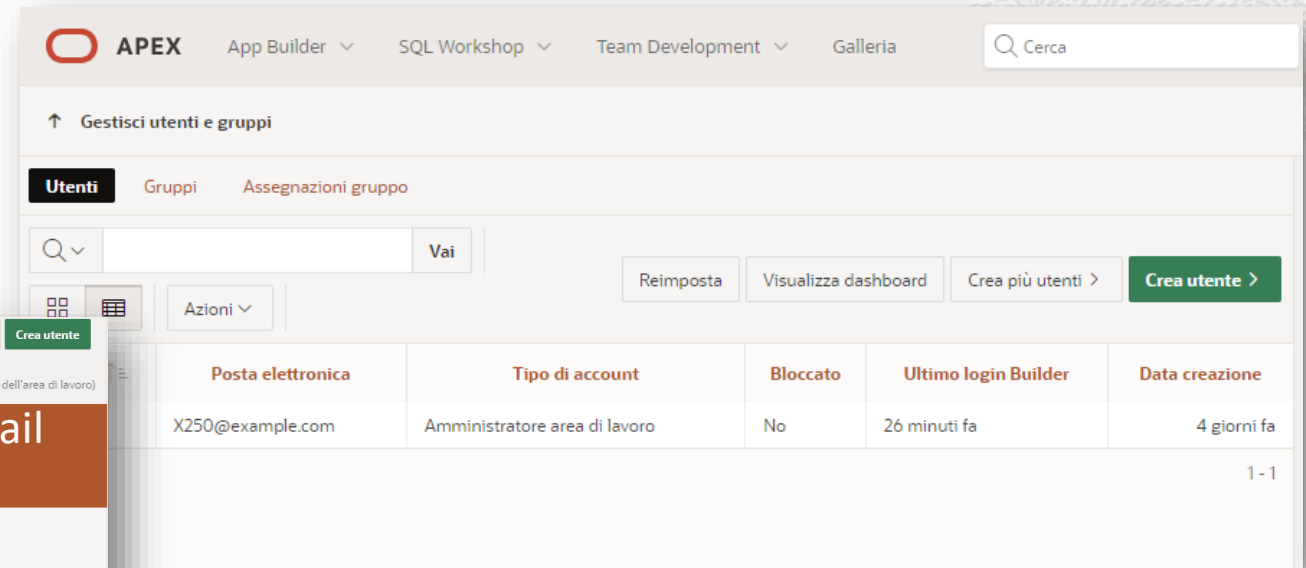 APEX App Builder SQL Workshop Team Development Galleria Cerca
Gestisci utenti e gruppi
Utenti Gruppi Assegnazioni gruppo
Vai
Reimposta Visualizza dashboard Crea più utenti Crea utente
Azioni
Crea utente
dell'area di lavoro)
ail
Posta elettronica Tipo di account Bloccato Ultimo login Builder Data creazione
X250@example.com Amministratore area di lavoro No 26 minuti fa 4 giorni fa
1 - 1